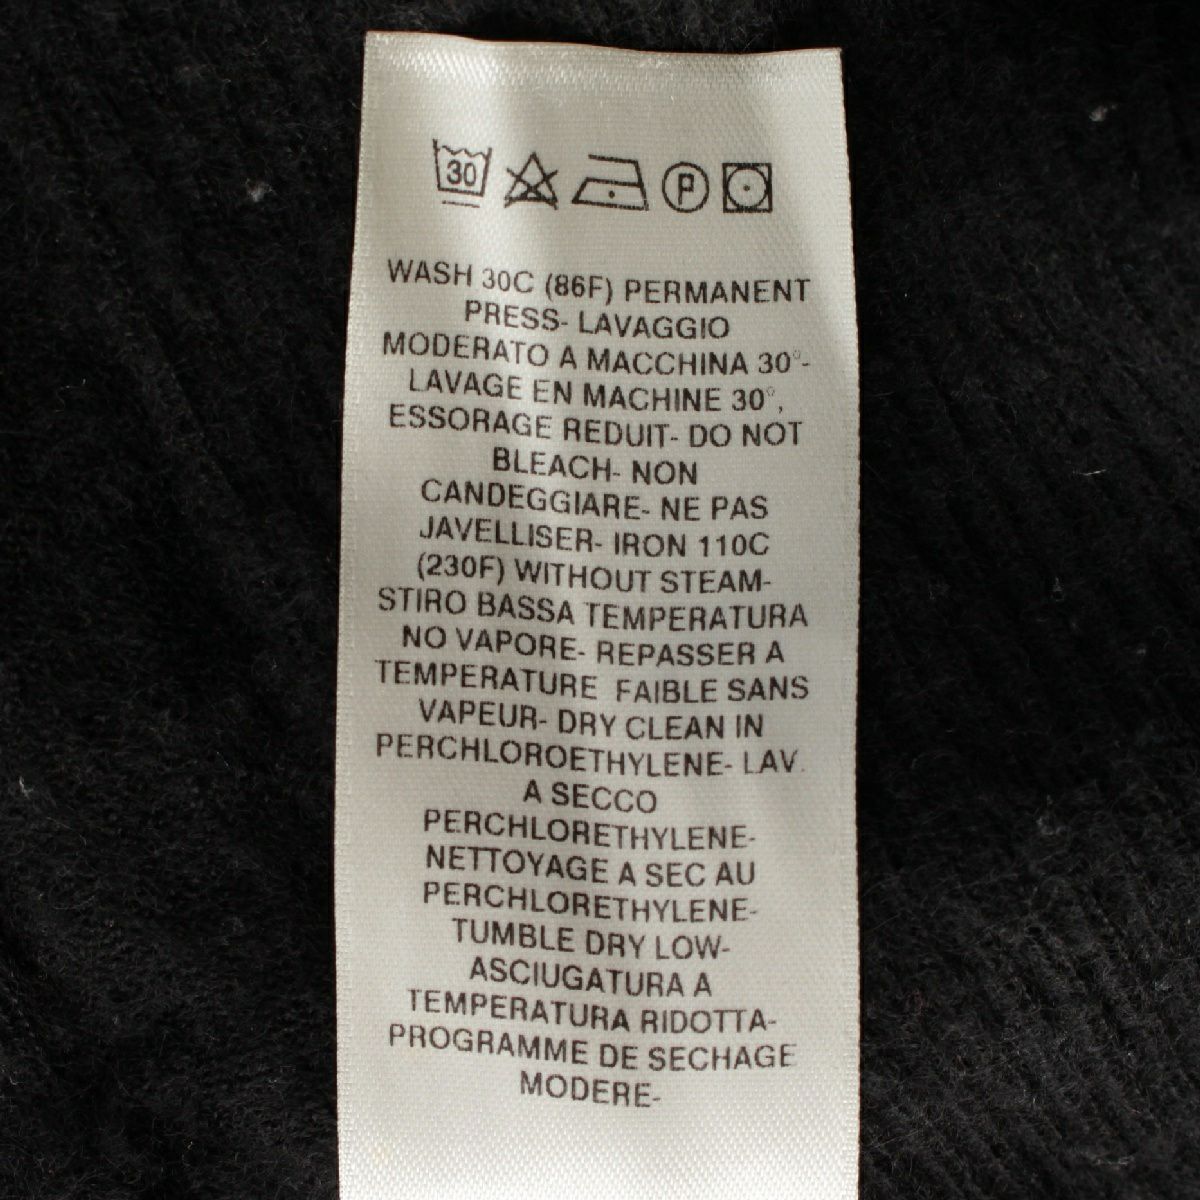 30 P
WASH 30C (86F) PERMANENT
PRESS- LAVAGGIO
MODERATO A MACCHINA 30°-
LAVAGE EN MACHINE 30°,
ESSORAGE REDUIT- DO NOT
BLEACH- NON
CANDEGGIARE- NE PAS
JAVELLISER- IRON 110C
(230F) WITHOUT STEAM-
STIRO BASSA TEMPERATURA
NO VAPORE- REPASSER A
TEMPERATURE FAIBLE SANS
VAPEUR- DRY CLEAN IN
PERCHLOROETHYLENE- LAV.
A SECCO
PERCHLORETHYLENE-
NETTOYAGE A SEC AU
PERCHLORETHYLENE-
TUMBLE DRY LOW-
ASCIUGATURA A
TEMPERATURA RIDOTTA-
PROGRAMME DE SECHAGE
MODERE-